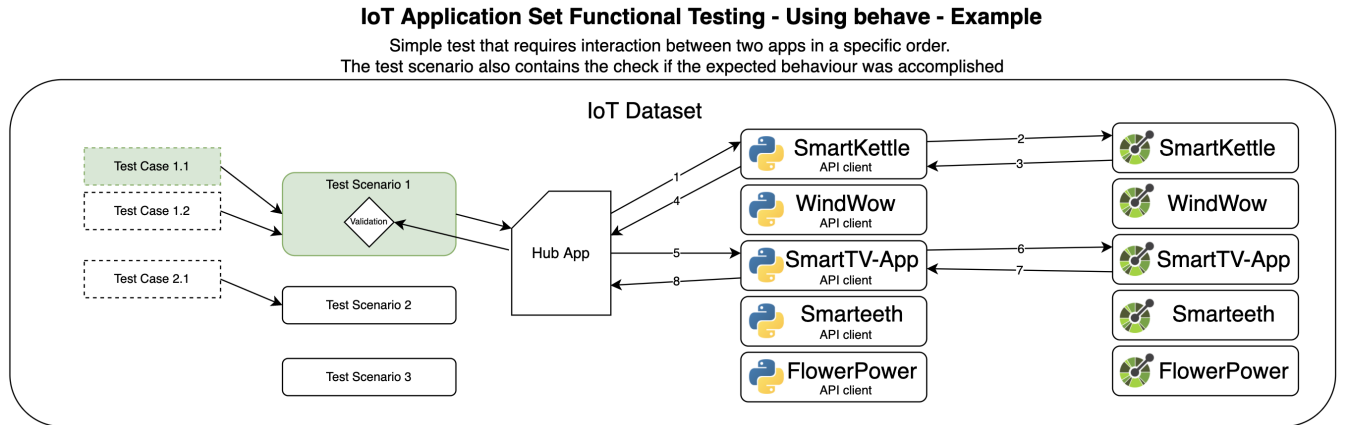 IoT Application Set Functional Testing - Using behave - Example
Simple test that requires interaction between two apps in a specific order.
The test scenario also contains the check if the expected behaviour was accomplished
IoT Dataset
Test Case 1.1
Test Case 1.2
Test Case 2.1
Test Scenario 1
Validation
Test Scenario 2
Test Scenario 3
Hub App
1
4
5
8
SmartKettle
API client
WindWow
API client
SmartTV-App
API client
Smarteeth
API client
FlowerPower
API client
2
3
6
7
SmartKettle
WindWow
SmartTV-App
Smarteeth
FlowerPower